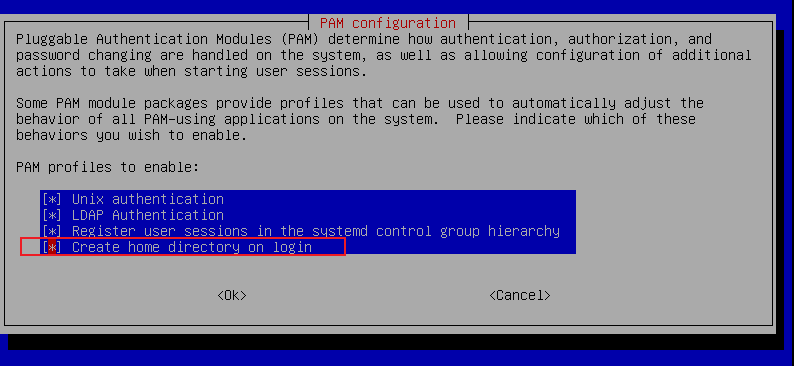 PAM configuration
Pluggable Authentication Modules (PAM) determine how authentication, authorization, and
password changing are handled on the system, as well as allowing configuration of additional
actions to take when starting user sessions.
Some PAM module packages provide profiles that can be used to automatically adjust the
behavior of all PAM-using applications on the system.  Please indicate which of these
behaviors you wish to enable.
PAM profiles to enable:
[*] Unix authentication
[*] LDAP Authentication
[*] Register user sessions in the systemd control group hierarchy
[*] Create home directory on login
<Ok> <Cancel>